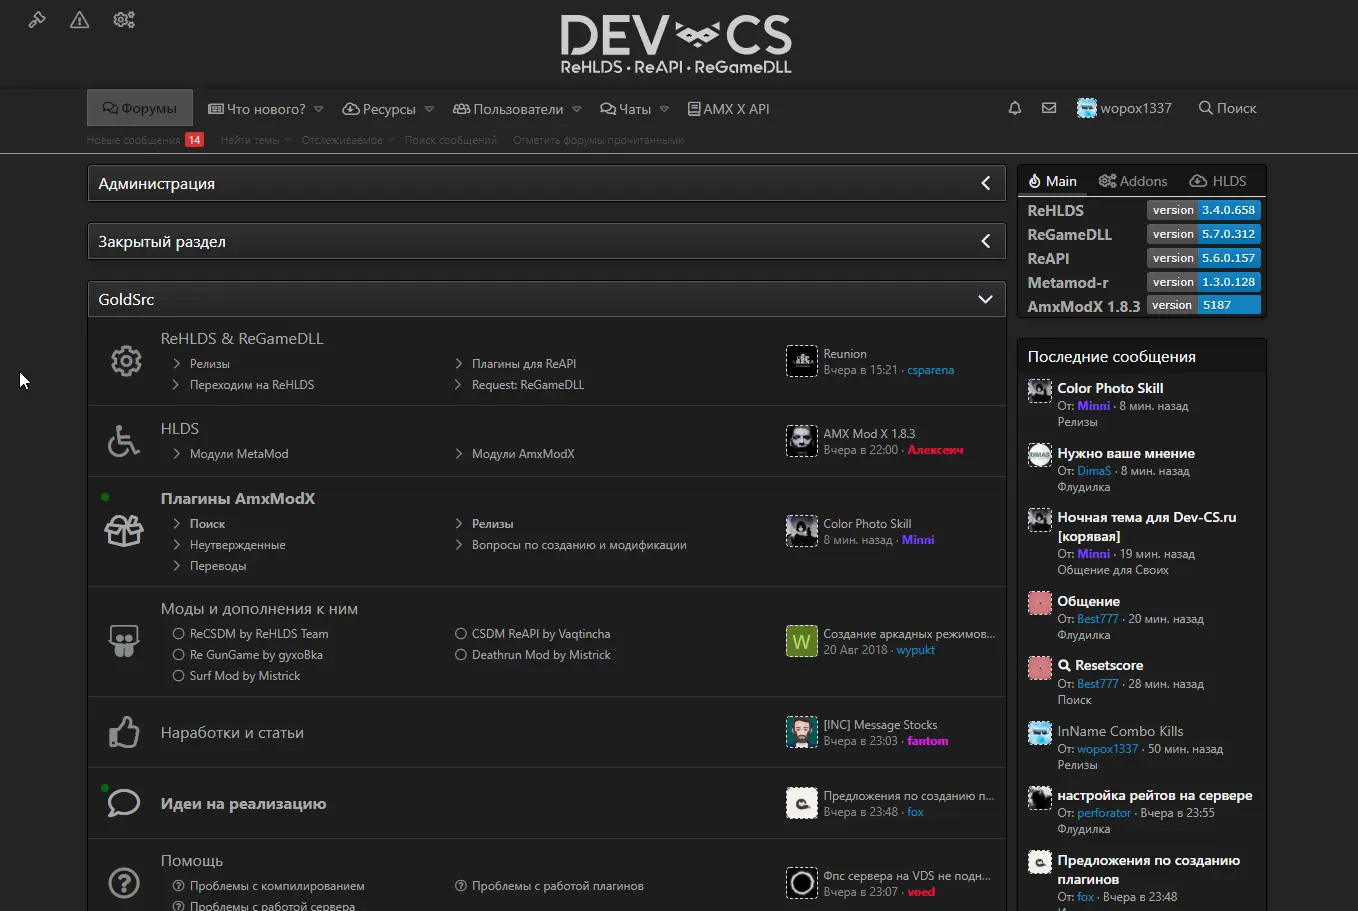 DEV CS
ReHLDS • ReAPI • ReGameDLL
Форумы Что нового? Ресурсы Пользователи Чаты AMX X API wopox1337 Поиск
Новые сообщения 14 Найти темы Отслеживаемое Поиск сообщений Отметить форумы прочитанными
Администрация
Закрытый раздел
GoldSrc
ReHLDS & ReGameDLL
Релизы
Плагины для ReAPI
Переходим на ReHLDS
Request: ReGameDLL
Reunion
Вчера в 15:21 · csparena
HLDS
Модули MetaMod
Модули AmxModX
AMX Mod X 1.8.3
Вчера в 22:00 · Алексеич
Плагины AmxModX
Поиск
Релизы
Неутвержденные
Вопросы по созданию и модификации
Переводы
Color Photo Skill
8 мин. назад · Minni
Моды и дополнения к ним
ReCSDM by ReHLDS Team
CSDM ReAPI by Vaqtincha
Re GunGame by gyxoBka
Deathrun Mod by Mistrick
Surf Mod by Mistrick
W
Создание аркадных режимов...
20 Авг 2018 · wypukt
Наработки и статьи
[INC] Message Stocks
Вчера в 23:03 · fantom
Идеи на реализацию
Предложения по созданию п...
Вчера в 23:48 · fox
Помощь
Проблемы с компилированием
Проблемы с работой плагинов
Проблемы с работой сервера
Фпс сервера на VDS не подн...
Вчера в 23:07 · voed
Main Addons HLDS
ReHLDS version 3.4.0.658
ReGameDLL version 5.7.0.312
ReAPI version 5.6.0.157
Metamod-r version 1.3.0.128
AmxModX 1.8.3 version 5187
Последние сообщения
Color Photo Skill
От: Minni · 8 мин. назад
Релизы
DIMAS
Нужно ваше мнение
От: DimaS · 8 мин. назад
Флудилка
Ночная тема для Dev-CS.ru
[корявая]
От: Minni · 19 мин. назад
Общение для Своих
Общение
От: Best777 · 20 мин. назад
Флудилка
Resetscore
От: Best777 · 28 мин. назад
Поиск
InName Combo Kills
От: wopox1337 · 50 мин. назад
Релизы
настройка рейтов на сервере
От: perforator · Вчера в 23:55
Флудилка
Предложения по созданию
плагинов
От: fox · Вчера в 23:48